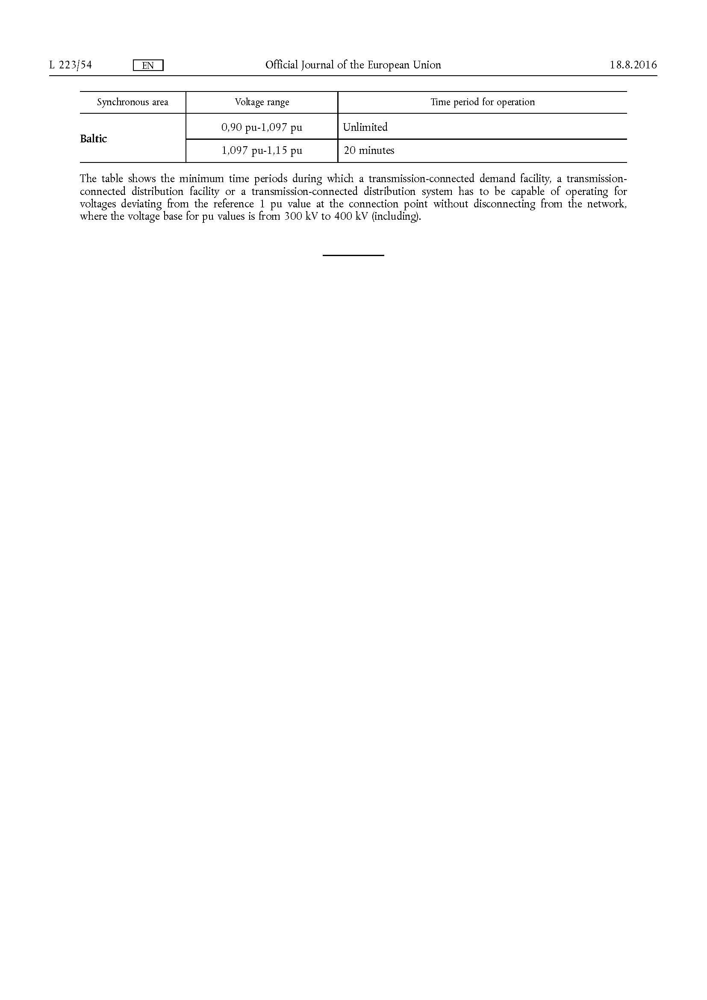 L 223/54 EN Official Journal of the European Union 18.8.2016
Synchronous area Voltage range Time period for operation
Baltic
0,90 pu-1,097 pu Unlimited
1,097 pu-1,15 pu 20 minutes
The table shows the minimum time periods during which a transmission-connected demand facility, a transmission-
connected distribution facility or a transmission-connected distribution system has to be capable of operating for
voltages deviating from the reference 1 pu value at the connection point without disconnecting from the network,
where the voltage base for pu values is from 300 kV to 400 kV (including).